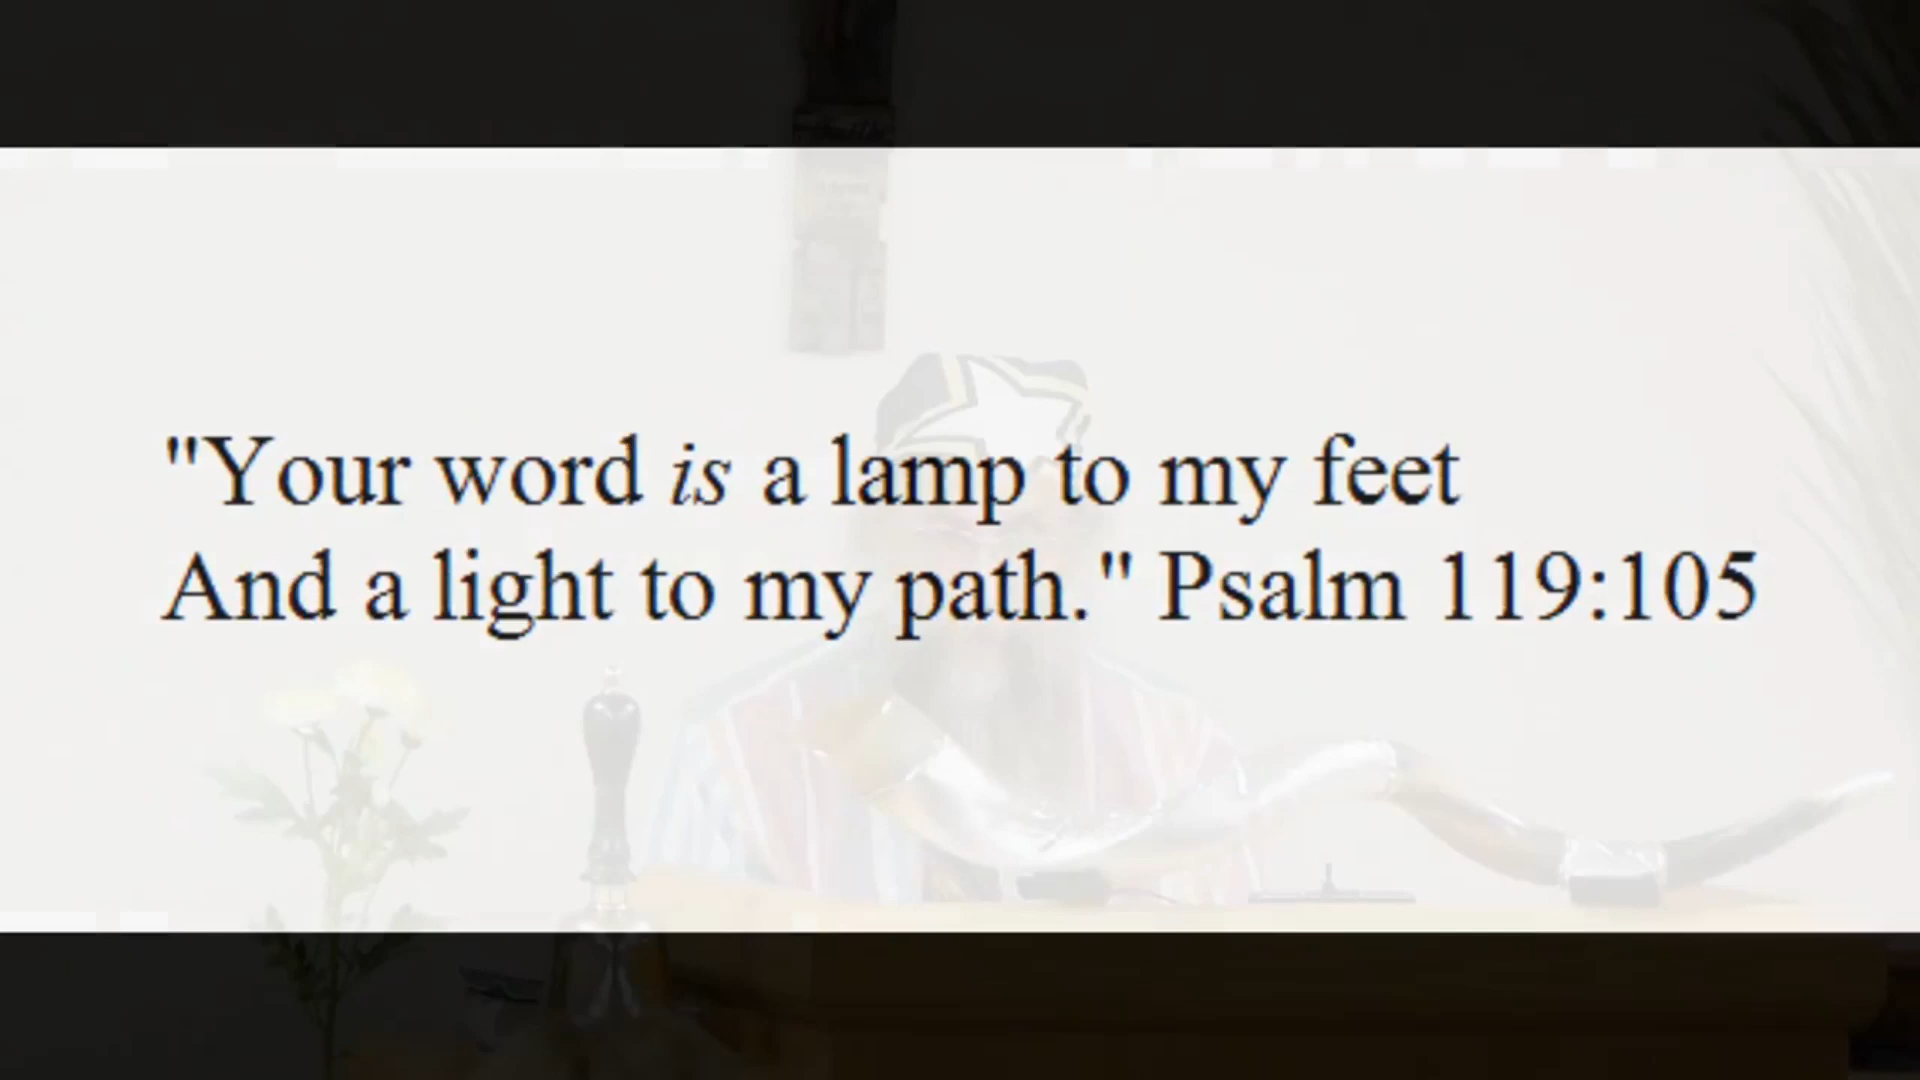 "Your word is a lamp to my feet
And a light to my path." Psalm 119:105